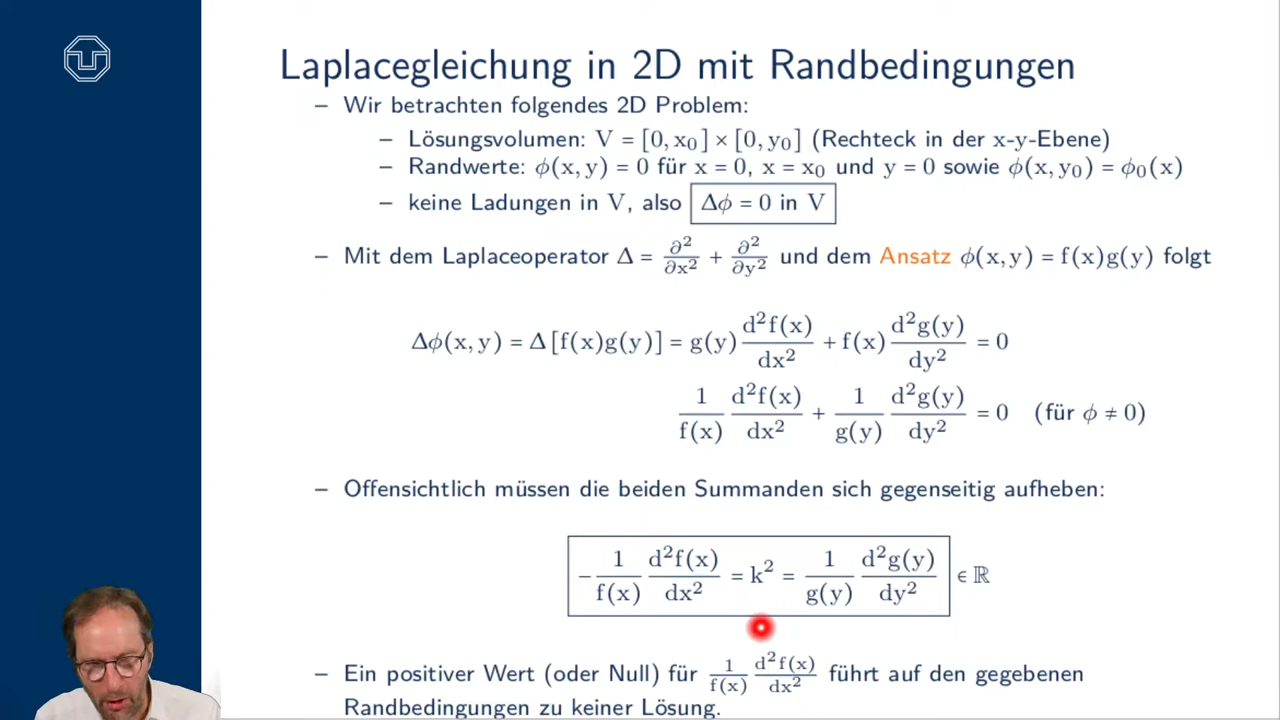 Laplacegleichung in 2D mit Randbedingungen
– Wir betrachten folgendes 2D Problem:
– Lösungsvolumen: V = [0, x₀] × [0, y₀] (Rechteck in der x-y-Ebene)
– Randwerte: ϕ(x, y) = 0 für x = 0, x = x₀ und y = 0 sowie ϕ(x, y₀) = ϕ₀(x)
– keine Ladungen in V, also Δϕ = 0 in V
– Mit dem Laplaceoperator Δ = ∂²/∂x² + ∂²/∂y² und dem Ansatz ϕ(x, y) = f(x)g(y) folgt
Δϕ(x, y) = Δ [f(x)g(y)] = g(y) d²f(x)/dx² + f(x) d²g(y)/dy² = 0
1/f(x) d²f(x)/dx² + 1/g(y) d²g(y)/dy² = 0 (für ϕ ≠ 0)
– Offensichtlich müssen die beiden Summanden sich gegenseitig aufheben:
− 1/f(x) d²f(x)/dx² = k² = 1/g(y) d²g(y)/dy² ∈ ℝ
– Ein positiver Wert (oder Null) für 1/f(x) d²f(x)/dx² führt auf den gegebenen
Randbedingungen zu keiner Lösung.